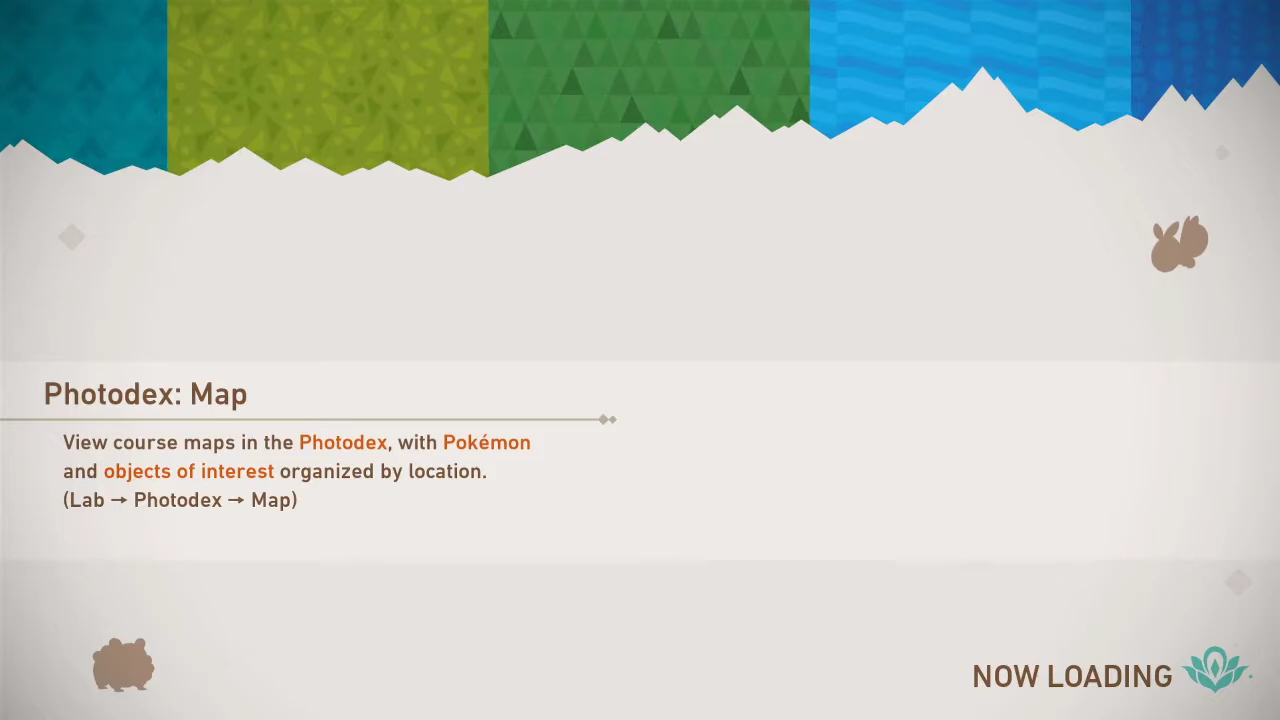 Photodex: Map
View course maps in the Photodex, with Pokémon
and objects of interest organized by location.
(Lab → Photodex → Map)
NOW LOADING